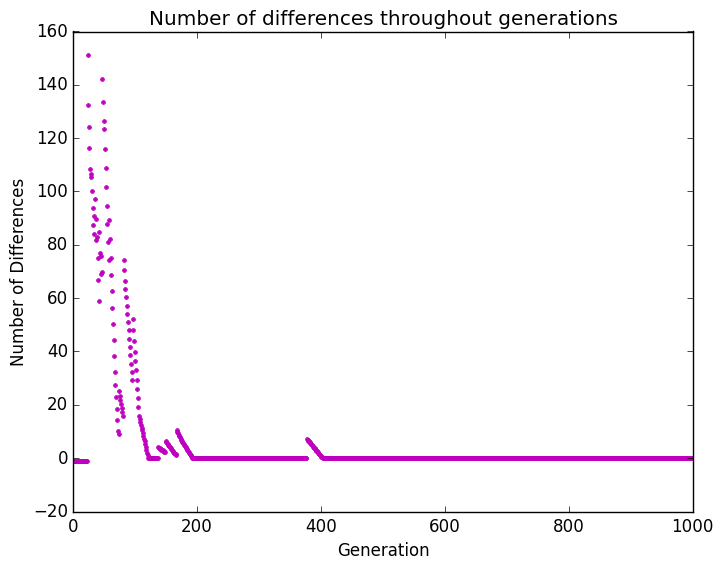 Number of differences throughout generations
160
140
120
100
80
60
40
20
0
−20
Number of Differences
0 200 400 600 800 1000
Generation